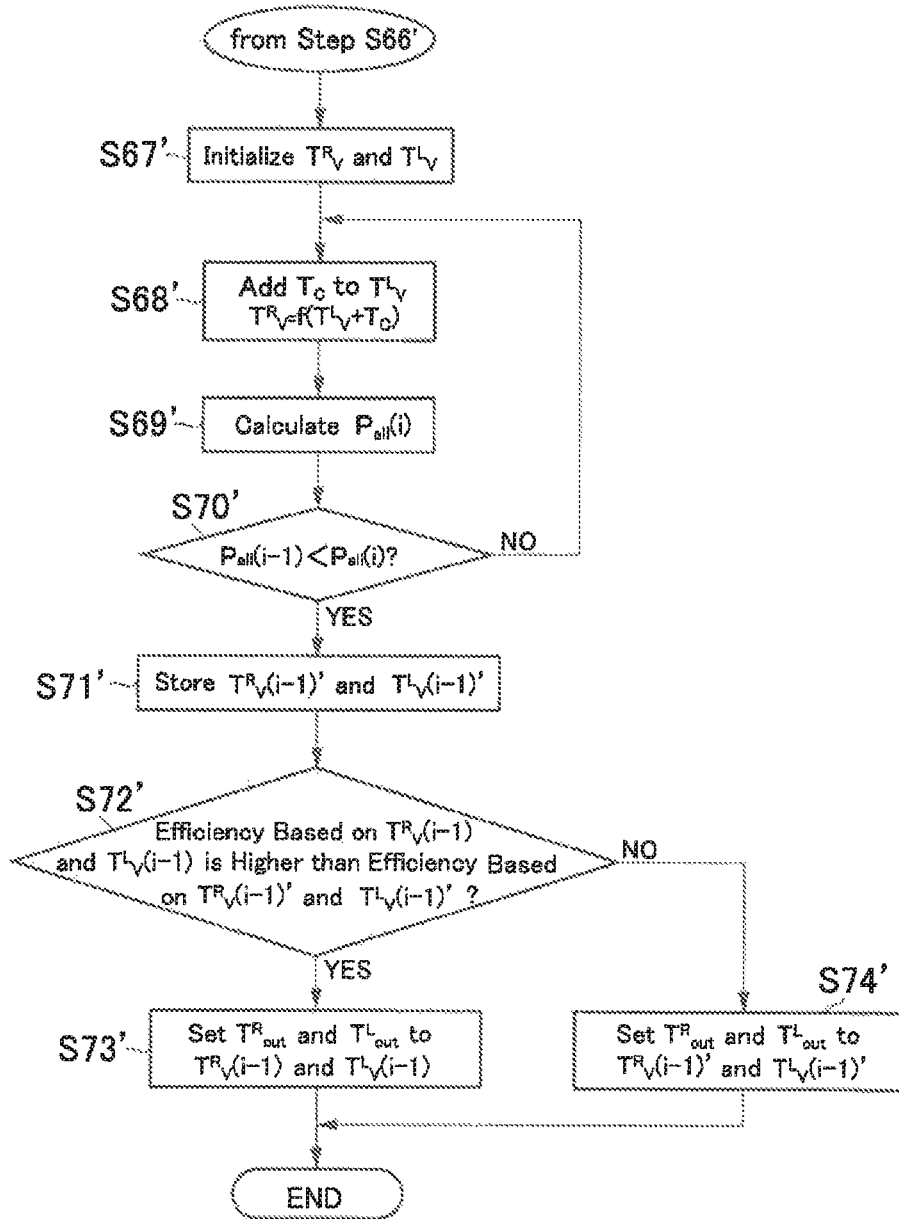 from Step S66'
S67'
Initialize T^R_V and T^L_V
S68'
Add T_C to T^L_V
T^R_V=f(T^L_V+T_C)
S69'
Calculate P_all(i)
S70'
P_all(i-1)<P_all(i)?
NO
YES
S71'
Store T^R_V(i-1)' and T^L_V(i-1)'
S72'
Efficiency Based on T^R_V(i-1)
and T^L_V(i-1) is Higher than Efficiency Based
on T^R_V(i-1)' and T^L_V(i-1)' ?
NO
YES
S73'
Set T^R_out and T^L_out to
T^R_V(i-1) and T^L_V(i-1)
S74'
Set T^R_out and T^L_out to
T^R_V(i-1)' and T^L_V(i-1)'
END